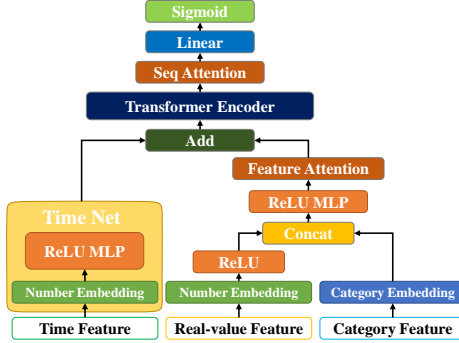 Sigmoid
Linear
Seq Attention
Transformer Encoder
Add
Feature Attention
Time Net
ReLU MLP
ReLU MLP
Concat
ReLU
Number Embedding
Number Embedding
Category Embedding
Time Feature
Real-value Feature
Category Feature